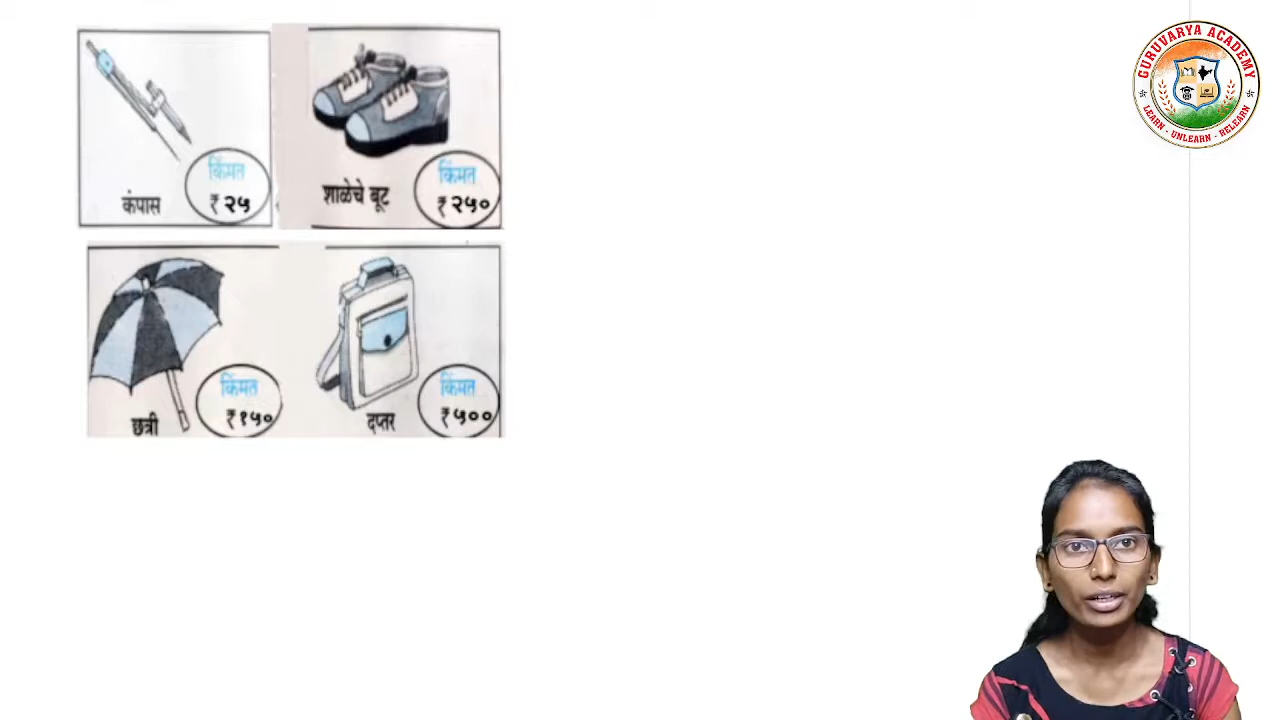 किंमत
₹ २५
कंपास
किंमत
₹ २५०
शाळेचे बूट
किंमत
₹ १५०
छत्री
किंमत
₹ ५००
दप्तर
GURUVARYA ACADEMY
LEARN - UNLEARN - RELEARN